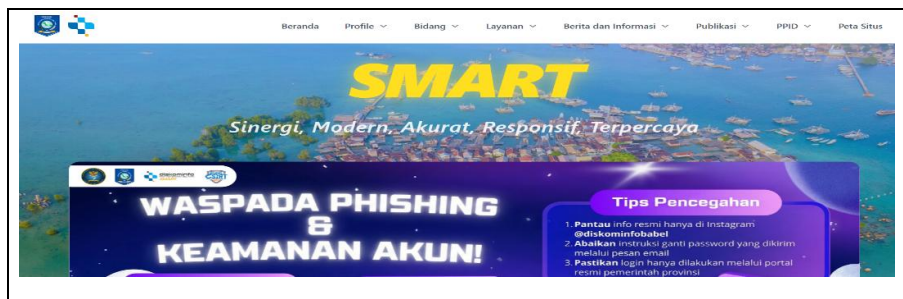 Beranda Profile Bidang Layanan Berita dan Informasi Publikasi PPID Peta Situs
SMART
Sinergi, Modern, Akurat, Responsif, Terpercaya
WASPADA PHISHING
&
KEAMANAN AKUN!
Tips Pencegahan
1. Pantau info resmi hanya di Instagram
@diskominfobabel
2. Abaikan instruksi ganti password yang dikirim
melalui pesan email
3. Pastikan login hanya dilakukan melalui portal
resmi pemerintah provinsi